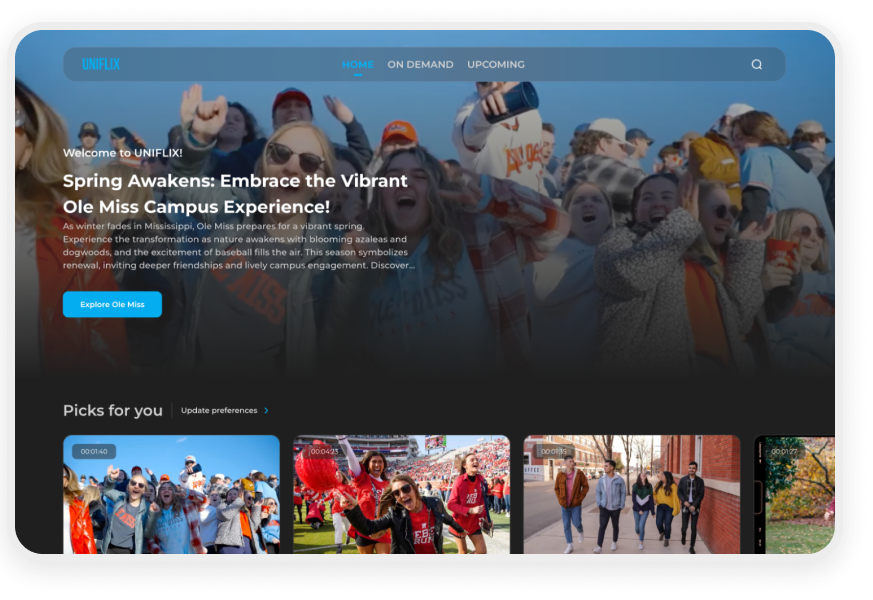 UNIFLIX
HOME ON DEMAND UPCOMING
Welcome to UNIFLIX!
Spring Awakens: Embrace the Vibrant
Ole Miss Campus Experience!
As winter fades in Mississippi, Ole Miss prepares for a vibrant spring.
Experience the transformation as nature awakens with blooming azaleas and
dogwoods, and the excitement of baseball fills the air. This season symbolizes
renewal, inviting deeper friendships and lively campus engagement. Discover...
Explore Ole Miss
Picks for you
Update preferences >
00:01:40
00:04:23
00:01:39
00:01:27